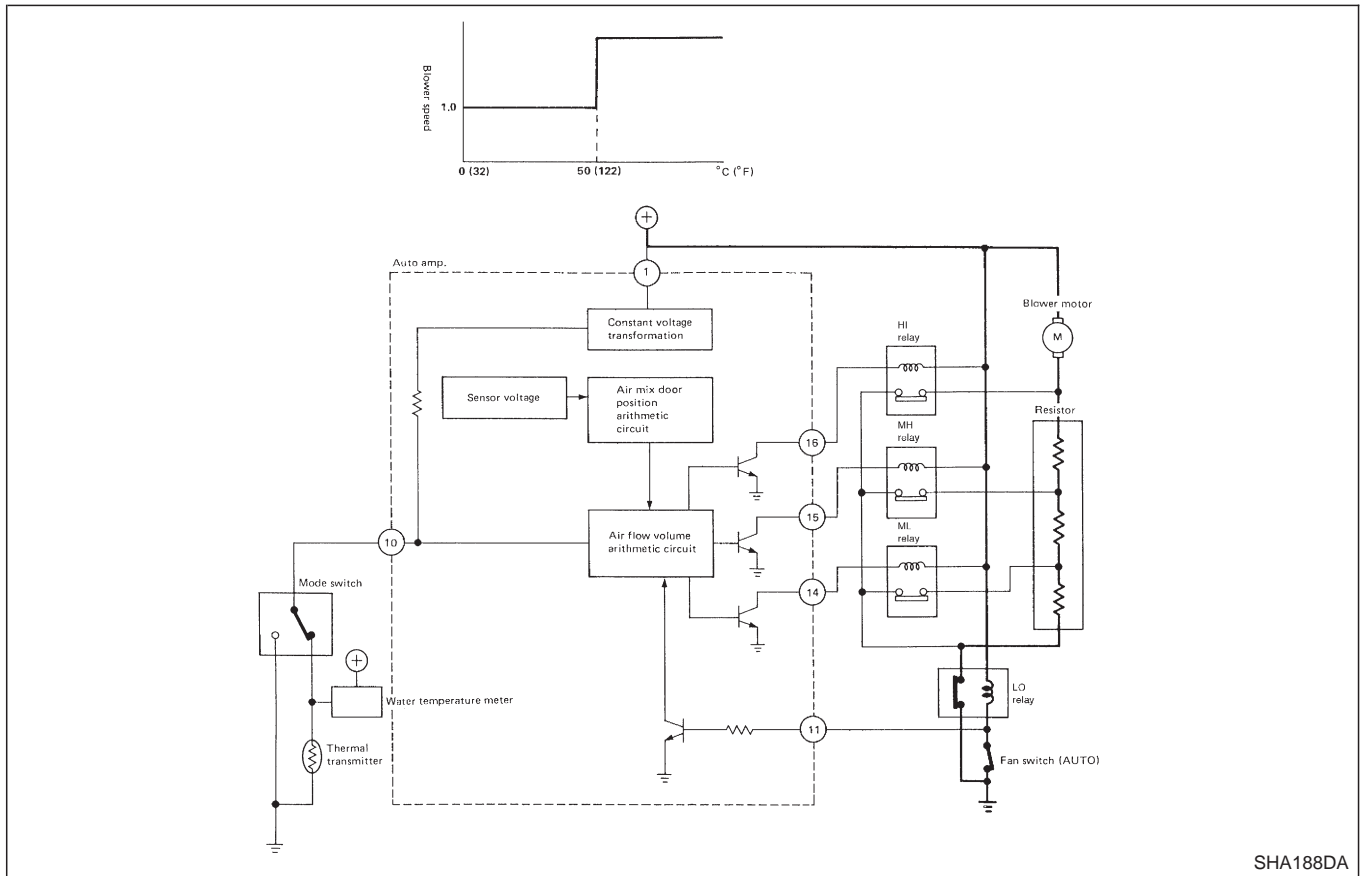 Blower speed
1.0
0 (32)
50 (122)
°C (°F)
+
Auto amp.
1
Constant voltage
transformation
Blower motor
M
HI
relay
Sensor voltage
Air mix door
position
arithmetic
circuit
Resistor
16
MH
relay
15
10
Air flow volume
arithmetic circuit
ML
relay
Mode switch
14
+
Water temperature meter
LO
relay
11
Thermal
transmitter
Fan switch (AUTO)
SHA188DA